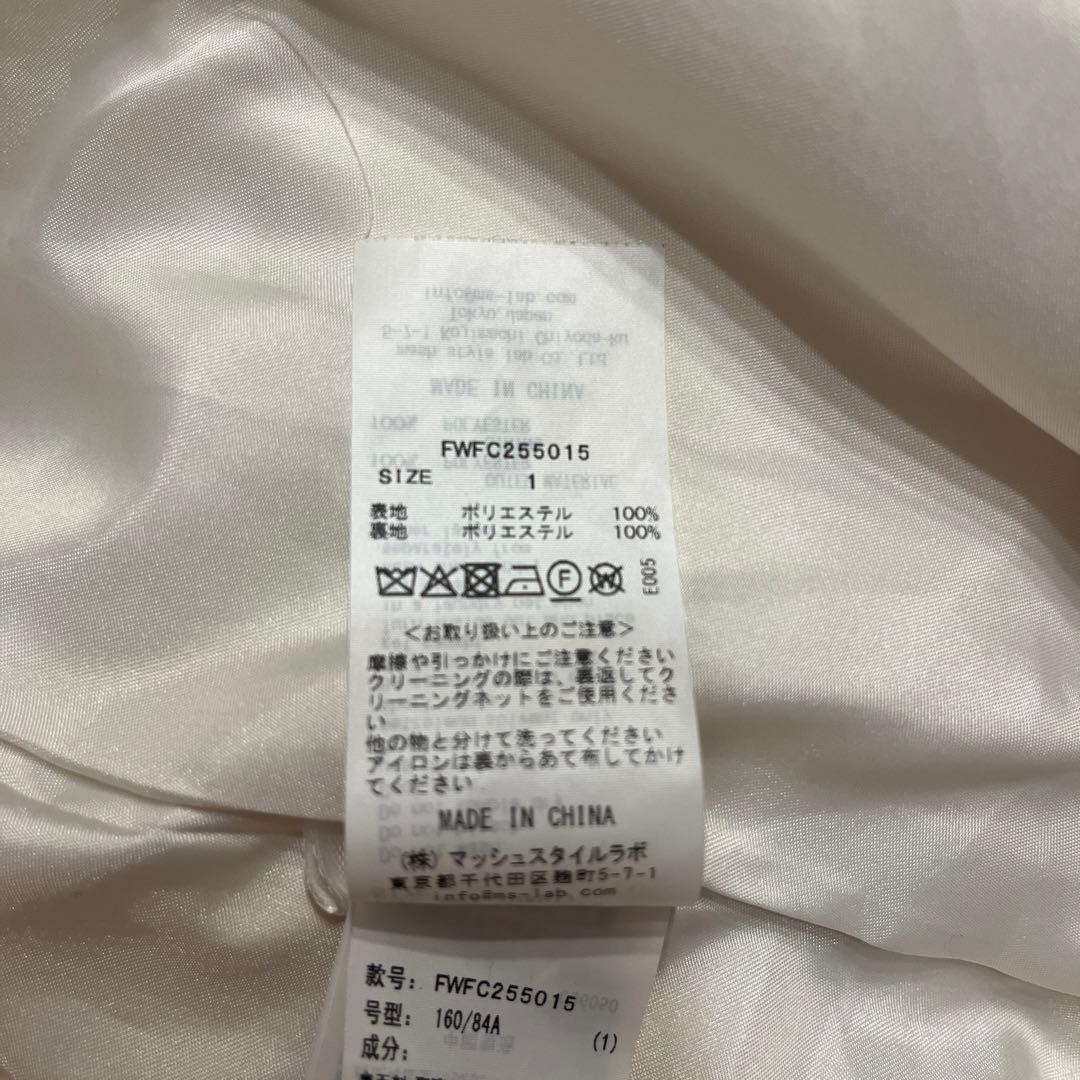 FWFC255015
SIZE 1
表地 ポリエステル 100%
裏地 ポリエステル 100%
F W E005
<お取り扱い上のご注意>
摩擦や引っかけにご注意ください
クリーニングの際は、裏返してク
リーニングネットをご使用くださ
い
他の物と分けて洗ってください
アイロンは裏からあて布してかけ
てください
MADE IN CHINA
(株)マッシュスタイルラボ
東京都千代田区麹町5-7-1
info@ms-lab.com
款号: FWFC255015
号型: 160/84A (1)
成分: